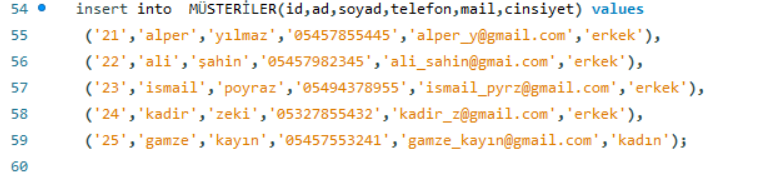 54 insert into MÜSTERİLER(id,ad,soyad,telefon,mail,cinsiyet) values
55 ('21','alper','yılmaz','05457855445','alper_y@gmail.com','erkek'),
56 ('22','ali','şahin','05457982345','ali_sahin@gmai.com','erkek'),
57 ('23','ismail','poyraz','05494378955','ismail_pyrz@gmail.com','erkek'),
58 ('24','kadir','zeki','05327855432','kadir_z@gmail.com','erkek'),
59 ('25','gamze','kayın','05457553241','gamze_kayın@gmail.com','kadın');
60